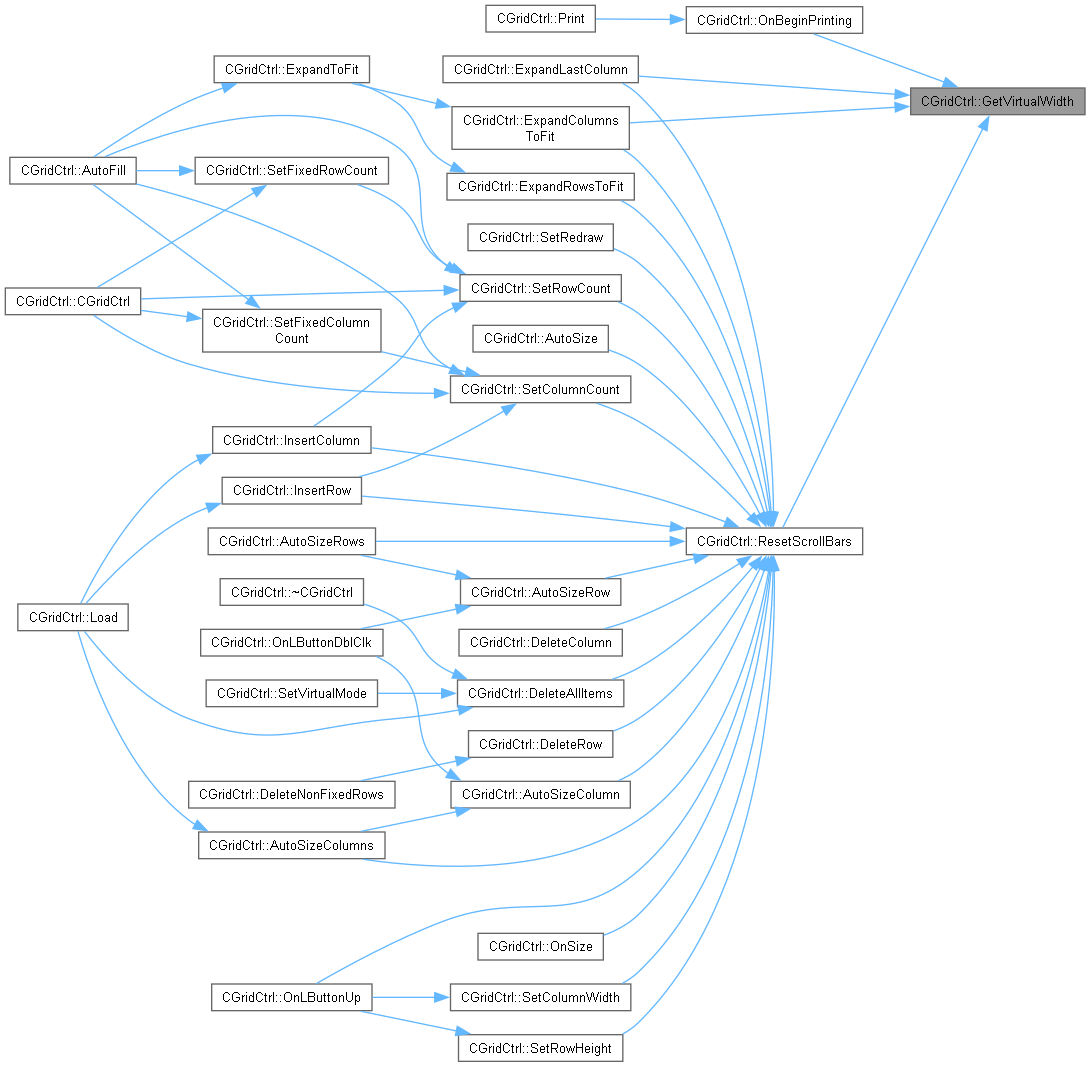 CGridCtrl::Print
CGridCtrl::OnBeginPrinting
CGridCtrl::ExpandToFit
CGridCtrl::ExpandLastColumn
CGridCtrl::GetVirtualWidth
CGridCtrl::ExpandColumns
ToFit
CGridCtrl::AutoFill
CGridCtrl::SetFixedRowCount
CGridCtrl::ExpandRowsToFit
CGridCtrl::SetRedraw
CGridCtrl::SetRowCount
CGridCtrl::CGridCtrl
CGridCtrl::SetFixedColumn
Count
CGridCtrl::AutoSize
CGridCtrl::SetColumnCount
CGridCtrl::InsertColumn
CGridCtrl::InsertRow
CGridCtrl::AutoSizeRows
CGridCtrl::ResetScrollBars
CGridCtrl::~CGridCtrl
CGridCtrl::AutoSizeRow
CGridCtrl::Load
CGridCtrl::OnLButtonDblClk
CGridCtrl::DeleteColumn
CGridCtrl::SetVirtualMode
CGridCtrl::DeleteAllItems
CGridCtrl::DeleteRow
CGridCtrl::DeleteNonFixedRows
CGridCtrl::AutoSizeColumn
CGridCtrl::AutoSizeColumns
CGridCtrl::OnSize
CGridCtrl::OnLButtonUp
CGridCtrl::SetColumnWidth
CGridCtrl::SetRowHeight